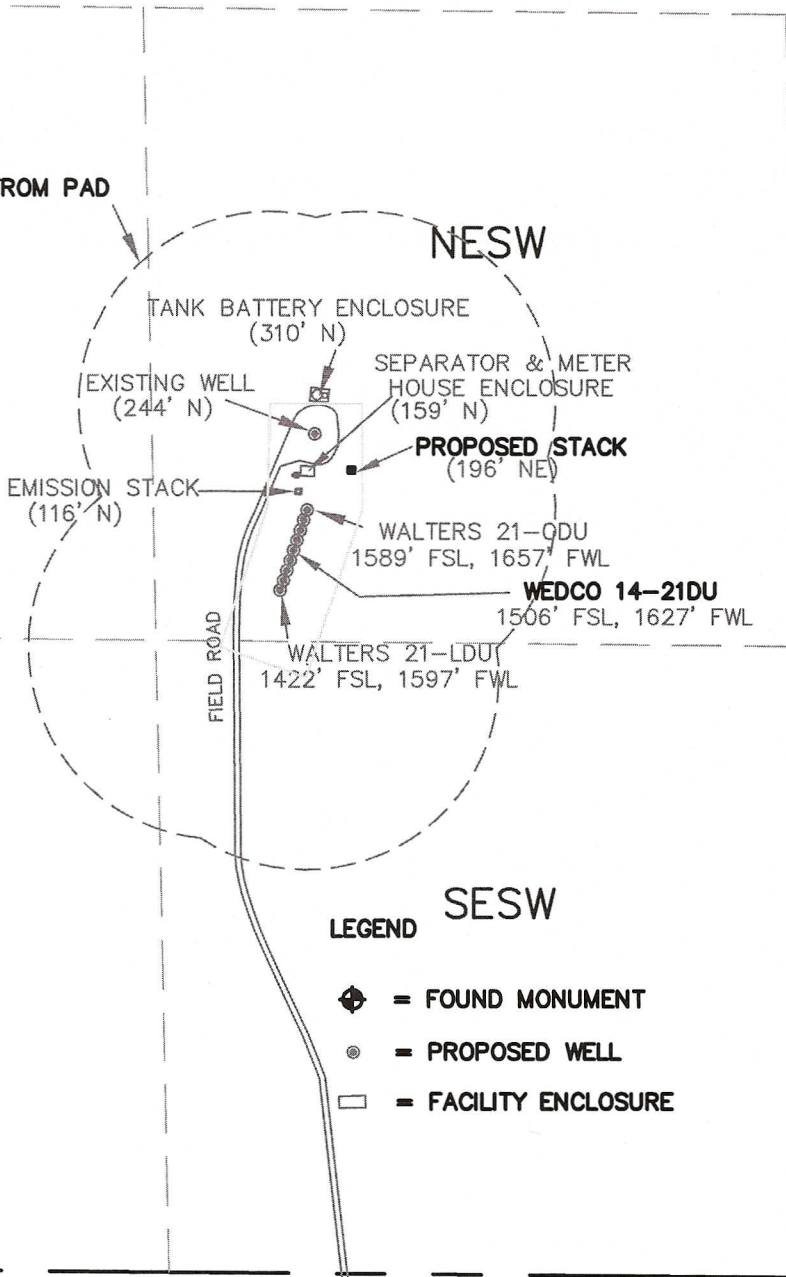 ROM PAD
NESW
TANK BATTERY ENCLOSURE
(310' N)
SEPARATOR & METER
HOUSE ENCLOSURE
(159' N)
EXISTING WELL
(244' N)
PROPOSED STACK
(196' NE)
EMISSION STACK
(116' N)
WALTERS 21-ODU
1589' FSL, 1657' FWL
WEDCO 14-21DU
1506' FSL, 1627' FWL
WALTERS 21-LDU
1422' FSL, 1597' FWL
FIELD ROAD
SESW
LEGEND
= FOUND MONUMENT
= PROPOSED WELL
= FACILITY ENCLOSURE